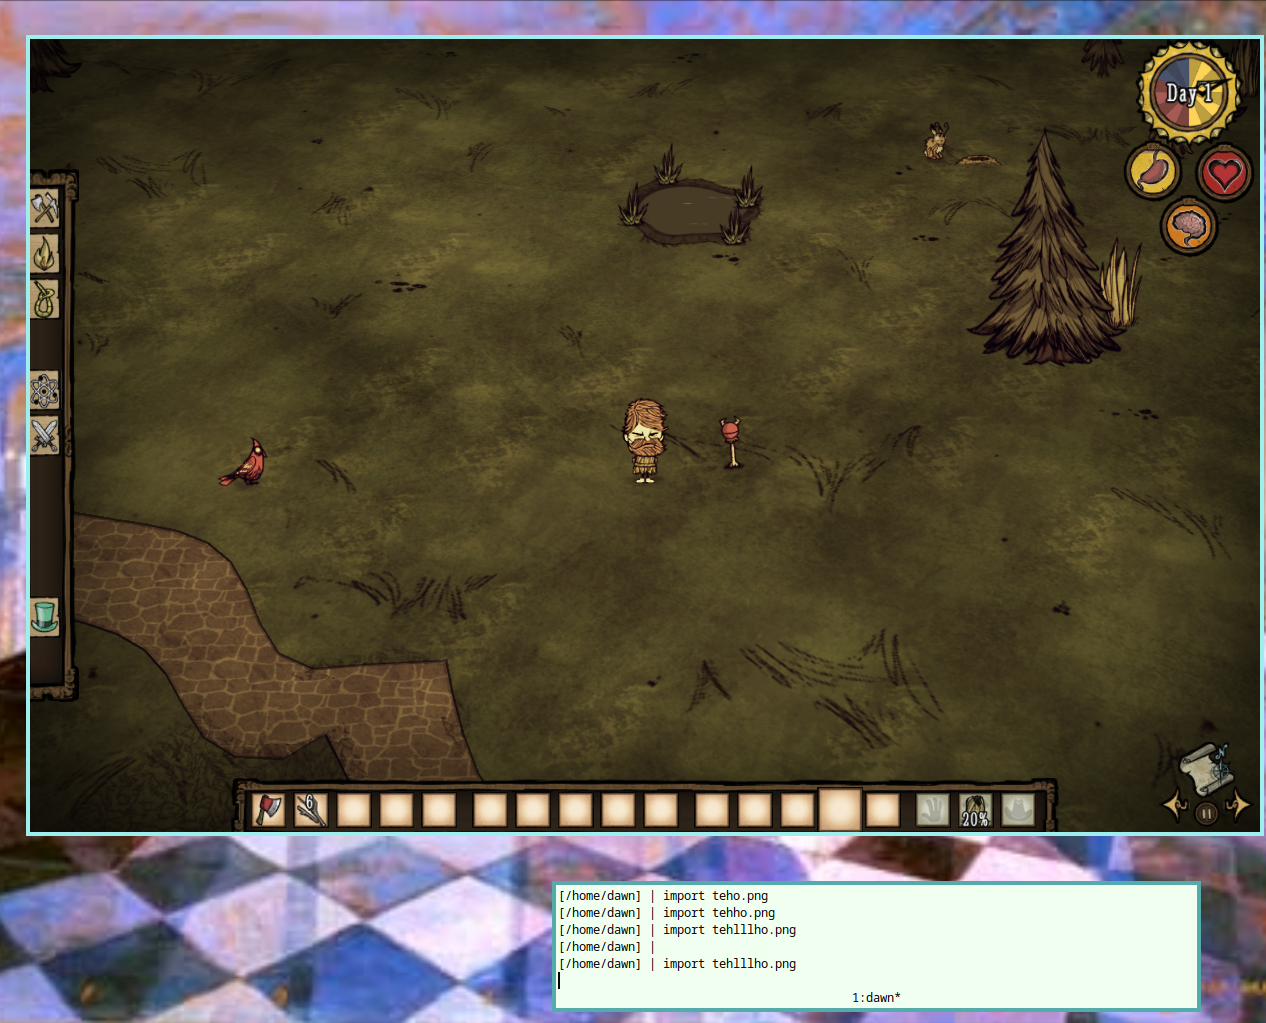 Day 1
N
6
20%
[/home/dawn] | import teho.png
[/home/dawn] | import tehho.png
[/home/dawn] | import tehlllho.png
[/home/dawn] |
[/home/dawn] | import tehlllho.png
1:dawn*